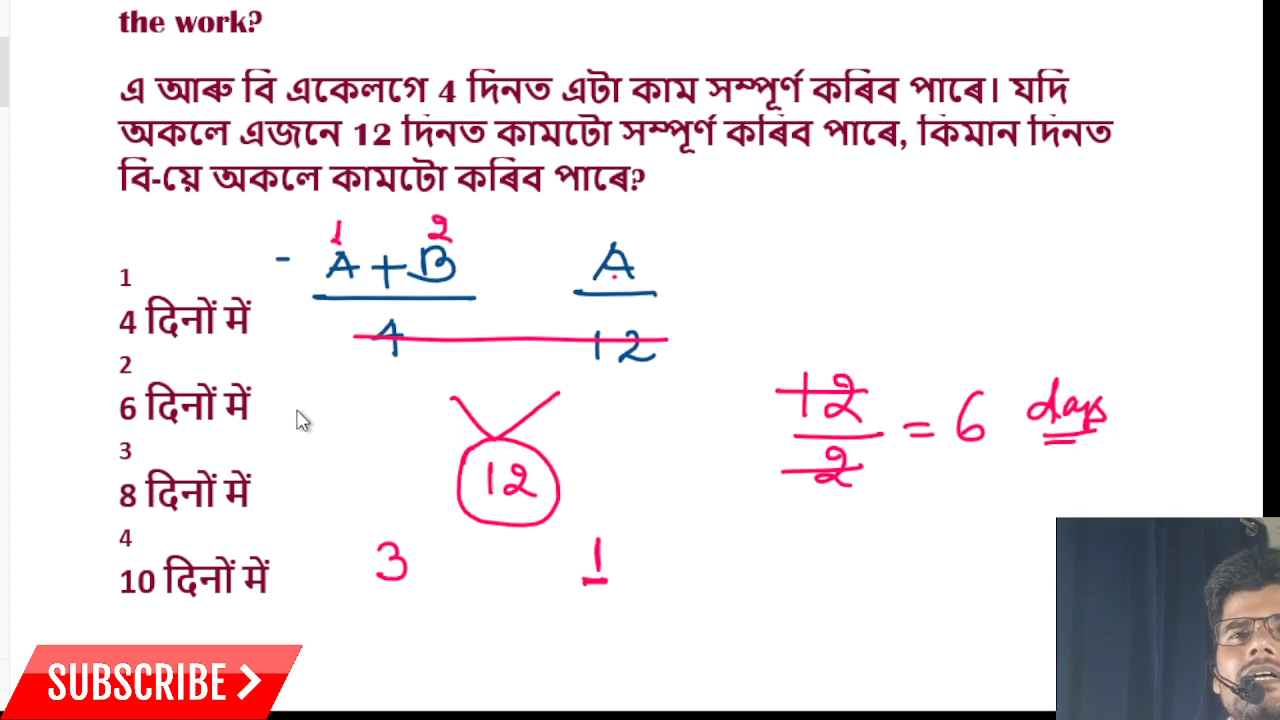 the work?
এ আৰু বি একেলগে 4 দিনত এটা কাম সম্পূৰ্ণ কৰিব পাৰে। যদি
অকলে এজনে 12 দিনত কামটো সম্পূৰ্ণ কৰিব পাৰে, কিমান দিনত
বি-য়ে অকলে কামটো কৰিব পাৰে?
1 2
A + B A
1
4 दिनों में
4 12
2
6 दिनों में
12/2 = 6 days
3
8 दिनों में
12
4
10 दिनों में
3 1
SUBSCRIBE